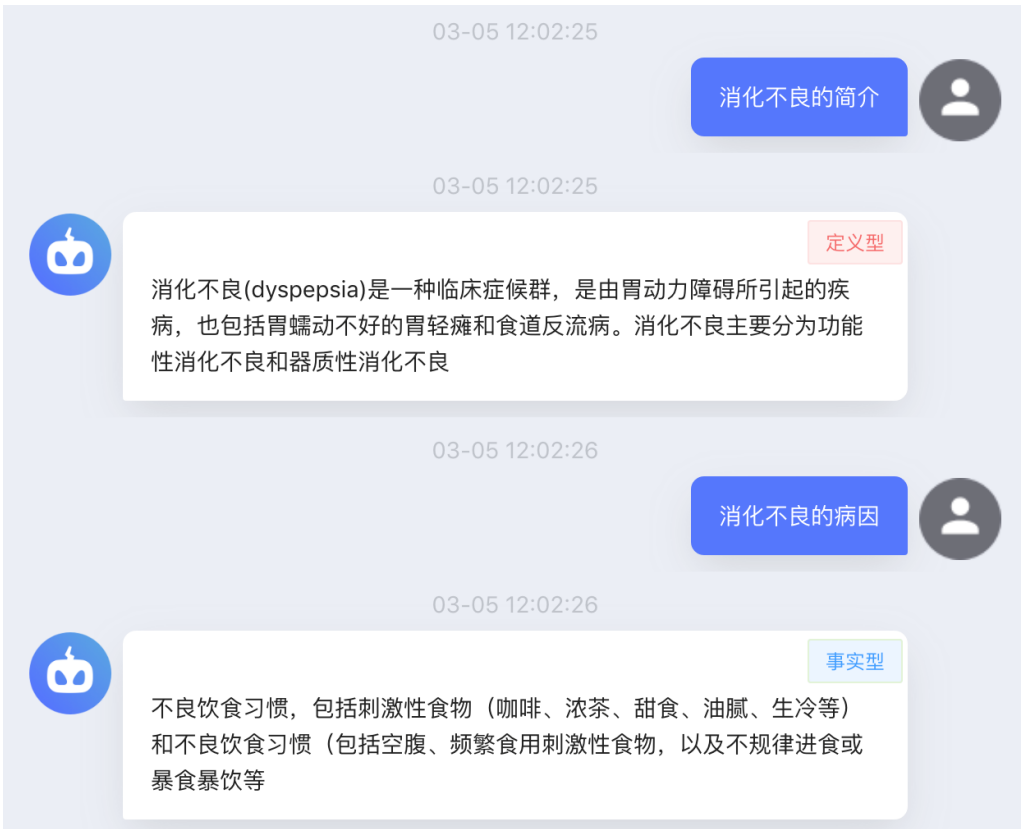 03-05 12:02:25
消化不良的简介
03-05 12:02:25
定义型
消化不良(dyspepsia)是一种临床症候群，是由胃动力障碍所引起的疾
病，也包括胃蠕动不好的胃轻瘫和食道反流病。消化不良主要分为功能
性消化不良和器质性消化不良
03-05 12:02:26
消化不良的病因
03-05 12:02:26
事实型
不良饮食习惯，包括刺激性食物（咖啡、浓茶、甜食、油腻、生冷等）
和不良饮食习惯（包括空腹、频繁食用刺激性食物，以及不规律进食或
暴食暴饮等